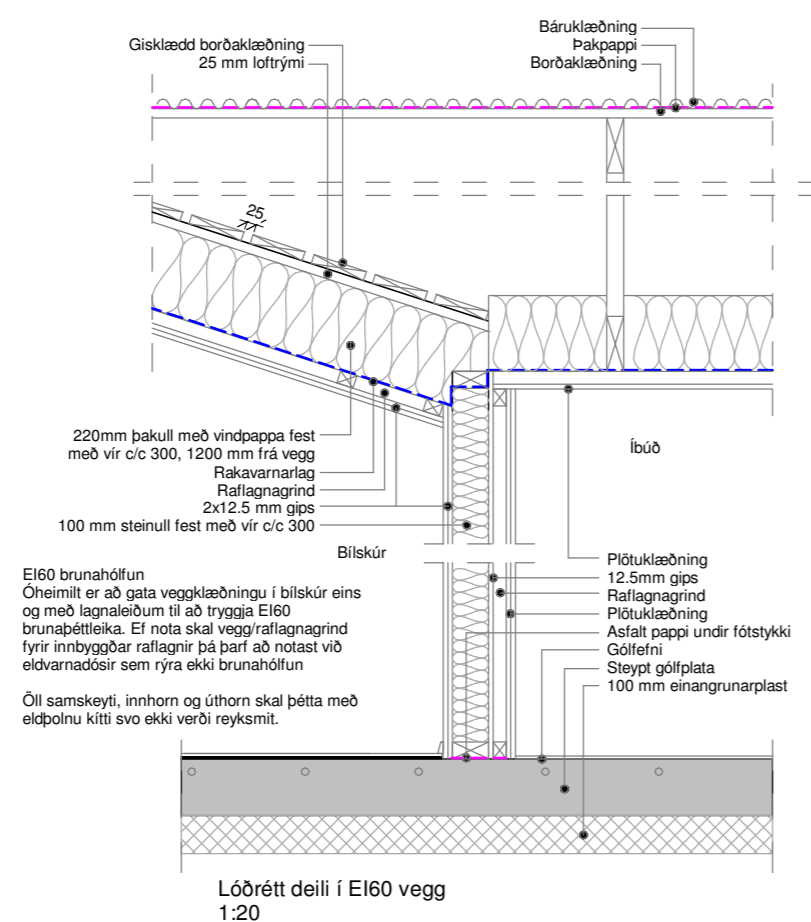 Gisklædd borðaklæðning
25 mm loftrými
Báruklæðning
Þakpappi
Borðaklæðning
25
220mm þakull með vindpappa fest
með vír c/c 300, 1200 mm frá vegg
Rakavarnarlag
Raflagnagrind
2x12.5 mm gips
100 mm steinull fest með vír c/c 300
Íbúð
Bílskúr
EI60 brunahólfun
Óheimilt er að gata veggklæðningu í bílskúr eins
og með lagnaleiðum til að tryggja EI60
brunaþéttleika. Ef nota skal vegg/raflagnagrind
fyrir innbyggðar raflagnir þá þarf að notast við
eldvarnadósir sem rýra ekki brunahólfun
Öll samskeyti, innhorn og úthorn skal þétta með
eldþolnu kítti svo ekki verði reyksmit.
Plötuklæðning
12.5mm gips
Raflagnagrind
Plötuklæðning
Asfalt pappi undir fótstykki
Gólfefni
Steypt gólfplata
100 mm einangrunarplast
Lóðrétt deili í EI60 vegg
1:20